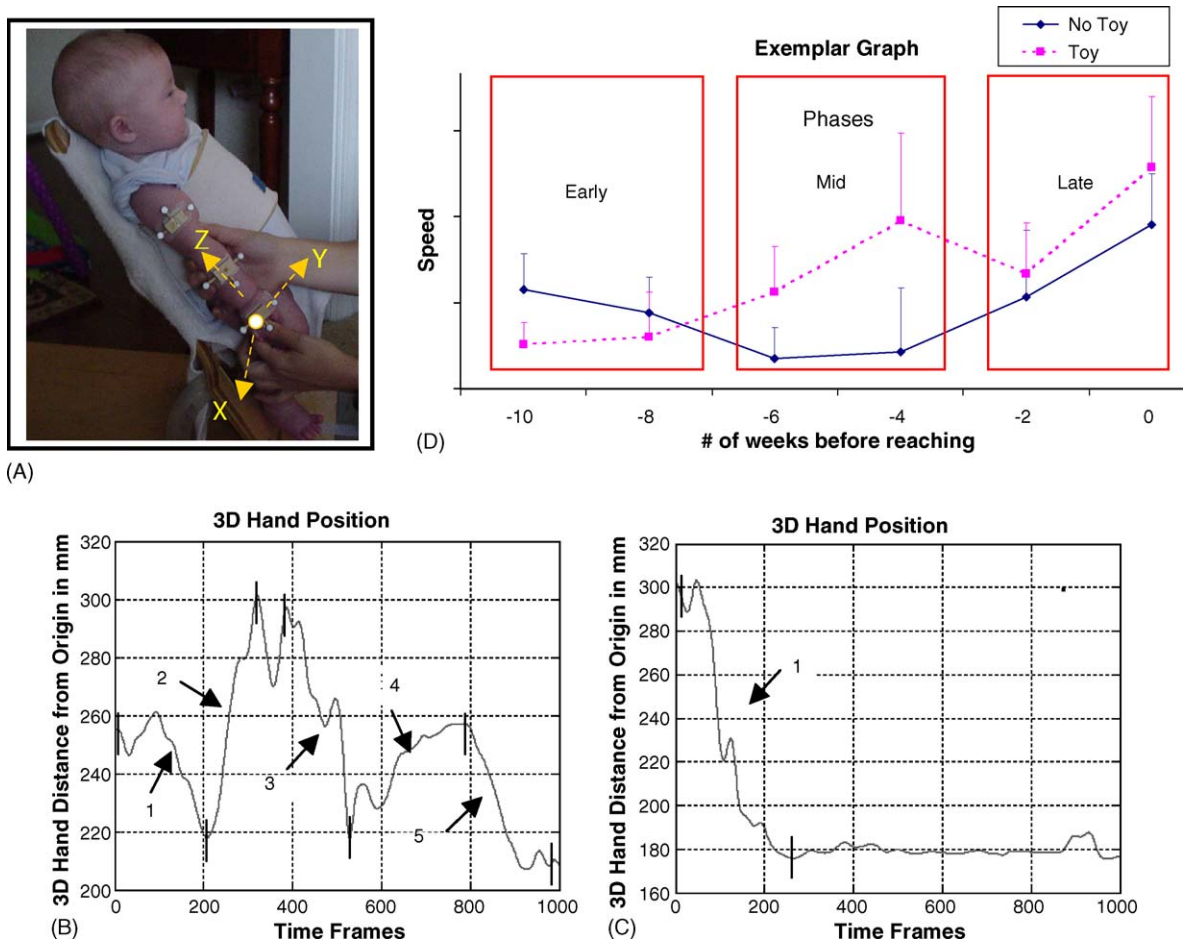 Z
Y
X
(A)
No Toy
Toy
Exemplar Graph
Phases
Early
Mid
Late
Speed
-10 -8 -6 -4 -2 0
# of weeks before reaching
(D)
3D Hand Position
3D Hand Distance from Origin in mm
320
300
280
260
240
220
200
1
2
3
4
5
0 200 400 600 800 1000
Time Frames
(B)
3D Hand Position
3D Hand Distance from Origin in mm
320
300
280
260
240
220
200
180
160
1
0 200 400 600 800 1000
Time Frames
(C)